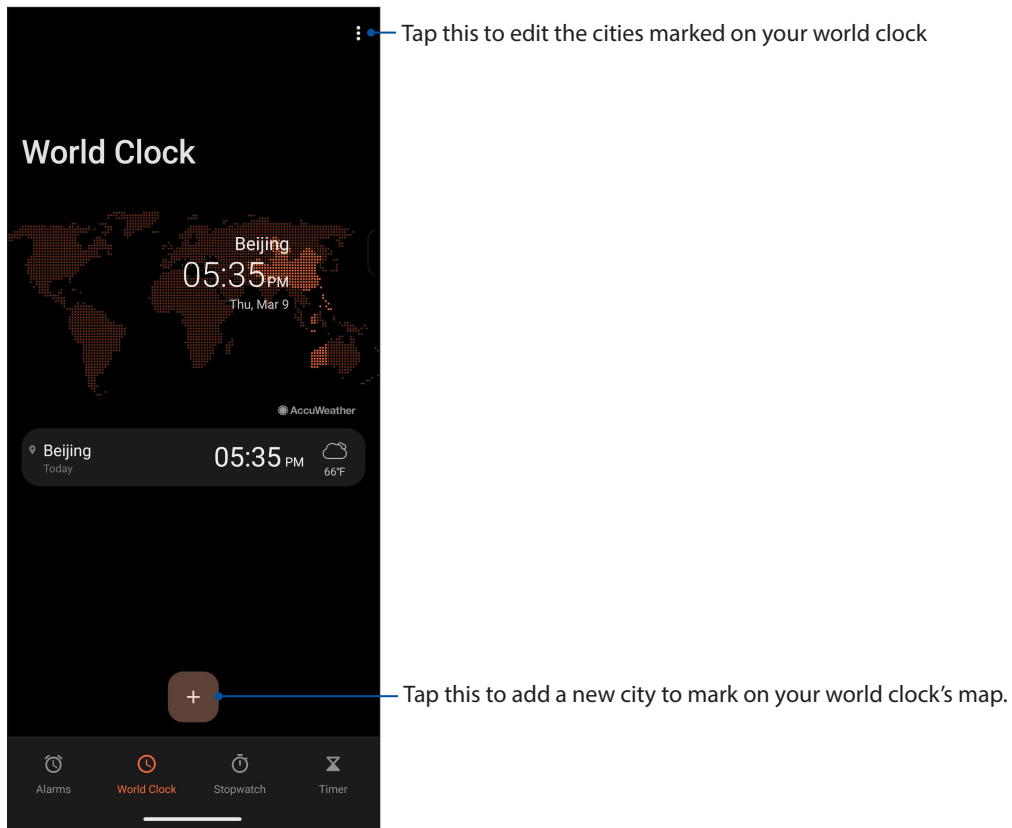 Tap this to edit the cities marked on your world clock
World Clock
Beijing
05:35 PM
Thu, Mar 9
AccuWeather
Beijing
05:35 PM
Today
66°F
+
Tap this to add a new city to mark on your world clock’s map.
Alarms
World Clock
Stopwatch
Timer